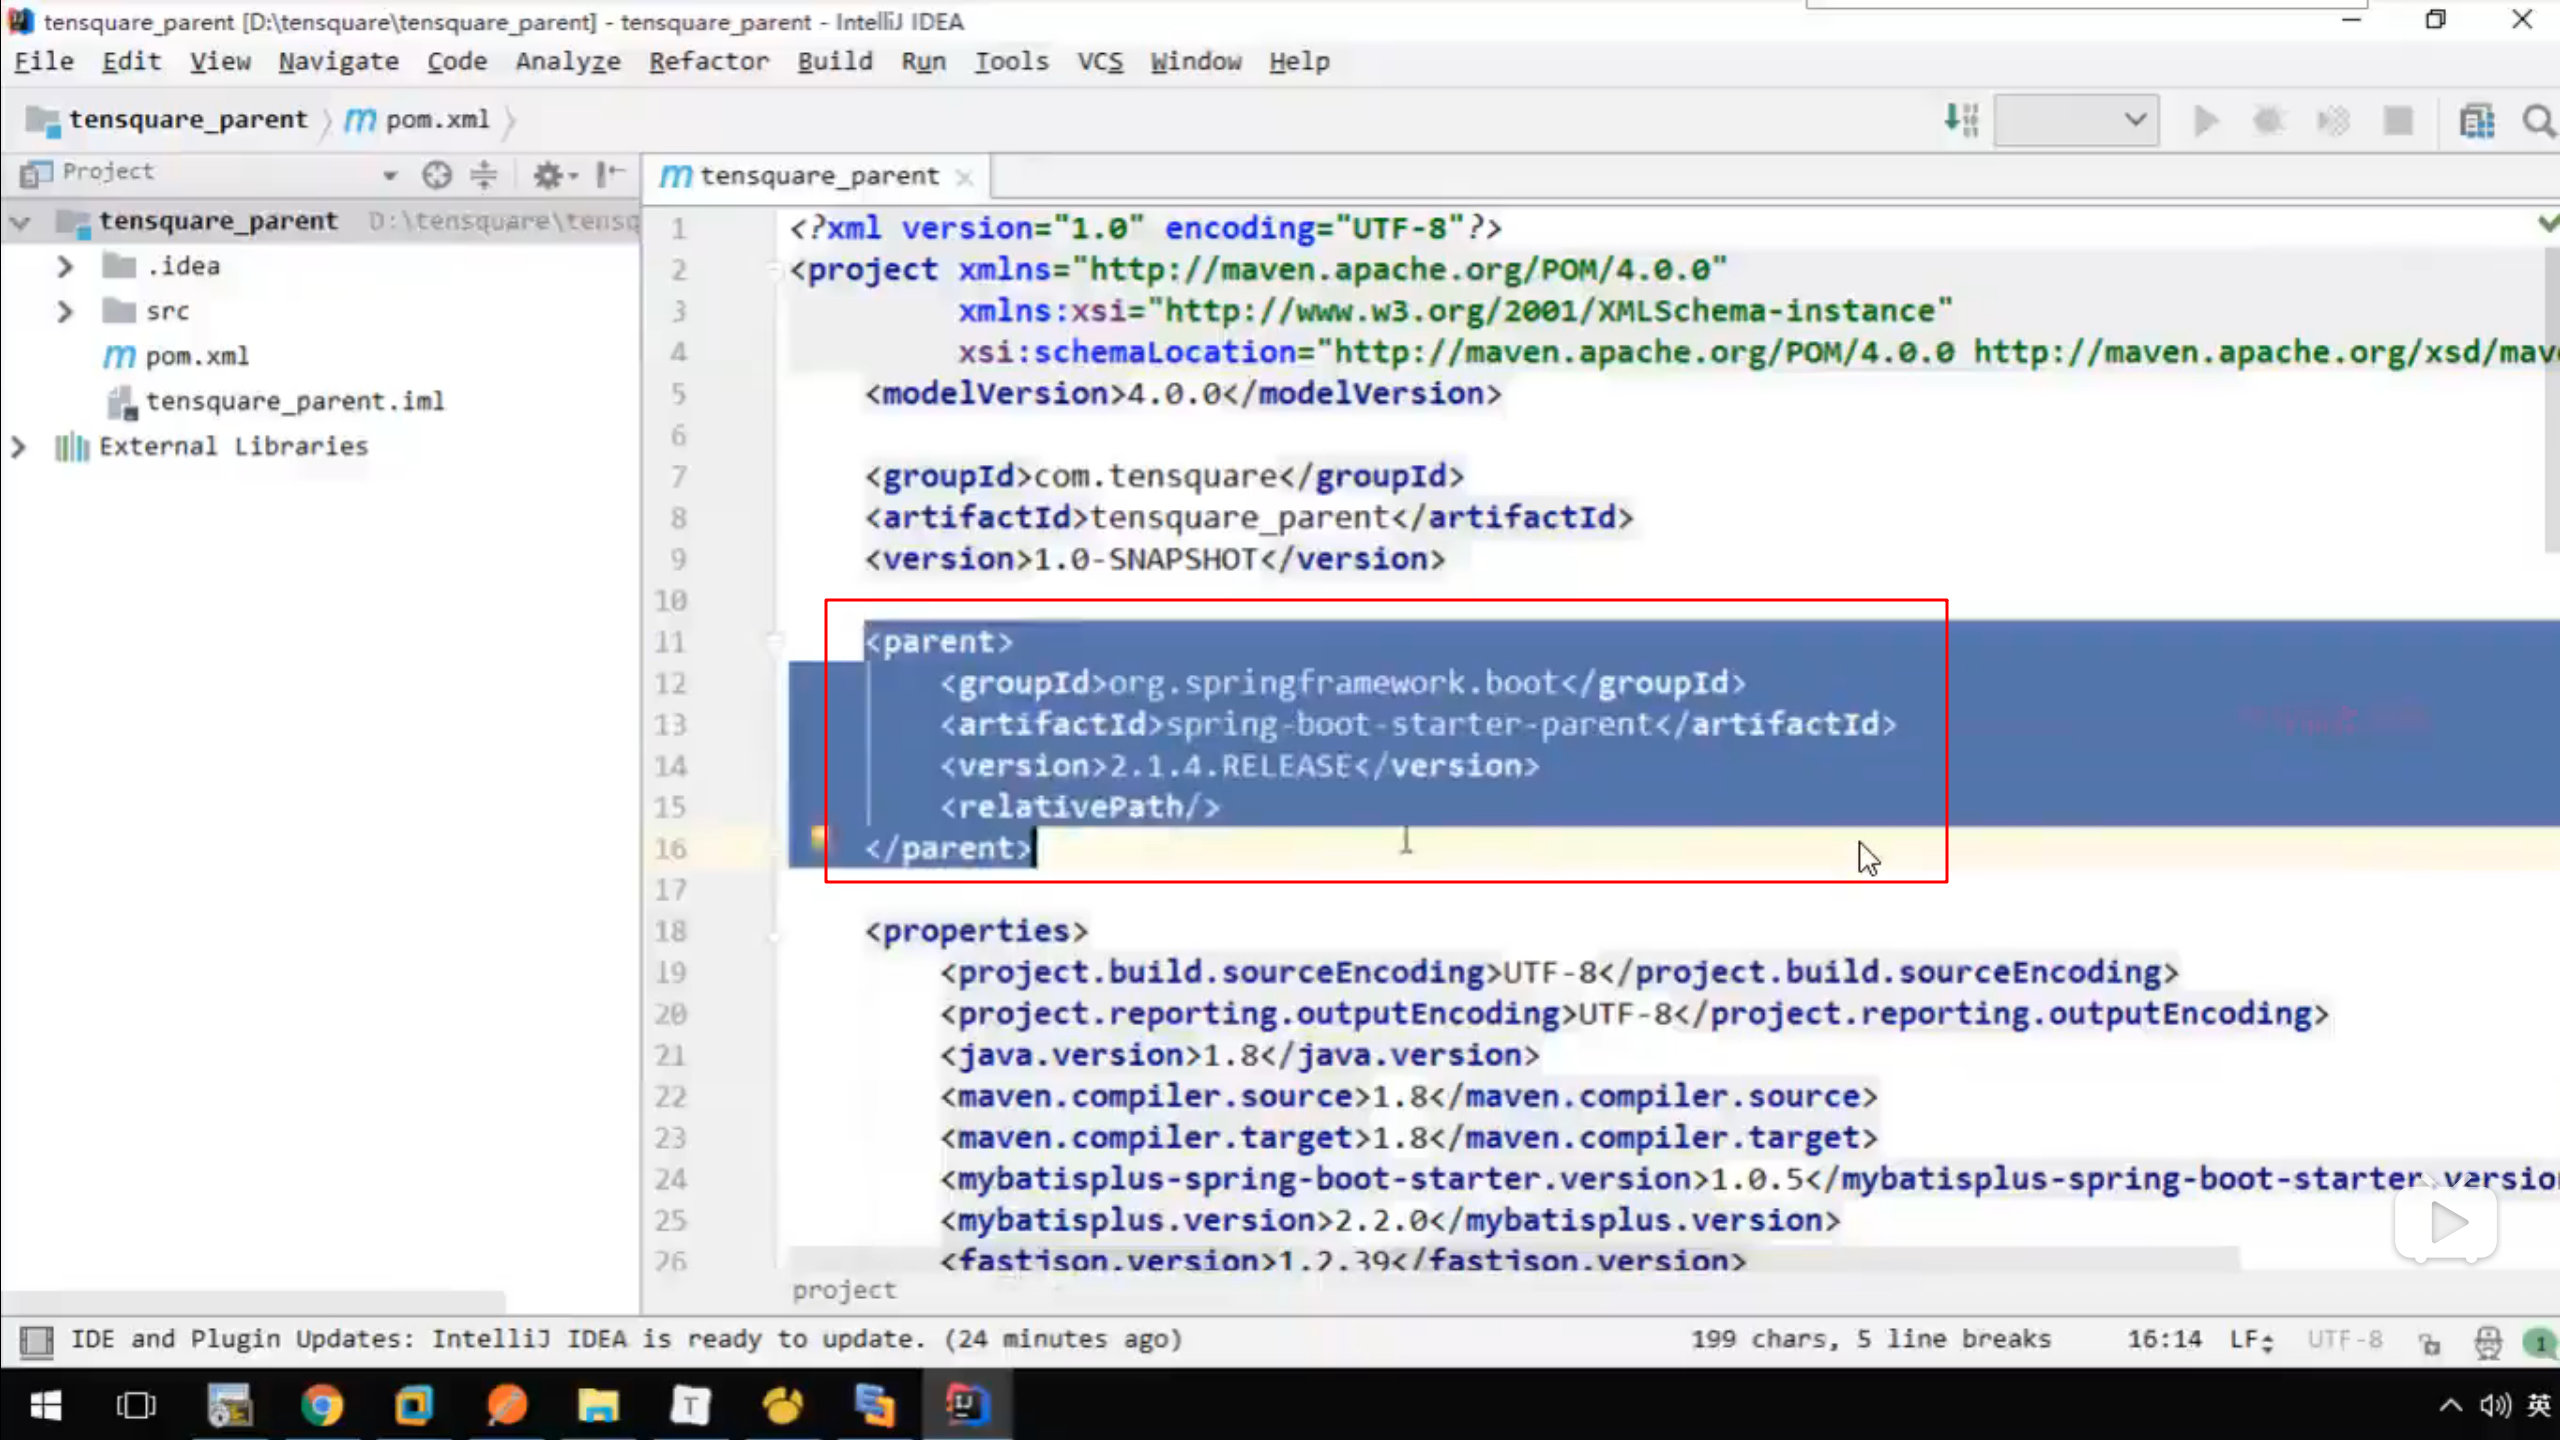 tensquare_parent [D:\tensquare\tensquare_parent] - tensquare_parent - IntelliJ IDEA
File Edit View Navigate Code Analyze Refactor Build Run Tools VCS Window Help
tensquare_parent pom.xml
Project
tensquare_parent
tensquare_parent D:\tensquare\tensq
.idea
src
pom.xml
tensquare_parent.iml
External Libraries
1 <?xml version="1.0" encoding="UTF-8"?>
2 <project xmlns="http://maven.apache.org/POM/4.0.0"
3 xmlns:xsi="http://www.w3.org/2001/XMLSchema-instance"
4 xsi:schemaLocation="http://maven.apache.org/POM/4.0.0 http://maven.apache.org/xsd/mav
5 <modelVersion>4.0.0</modelVersion>
6
7 <groupId>com.tensquare</groupId>
8 <artifactId>tensquare_parent</artifactId>
9 <version>1.0-SNAPSHOT</version>
10
11 <parent>
12 <groupId>org.springframework.boot</groupId>
13 <artifactId>spring-boot-starter-parent</artifactId>
14 <version>2.1.4.RELEASE</version>
15 <relativePath/>
16 </parent>
17
18 <properties>
19 <project.build.sourceEncoding>UTF-8</project.build.sourceEncoding>
20 <project.reporting.outputEncoding>UTF-8</project.reporting.outputEncoding>
21 <java.version>1.8</java.version>
22 <maven.compiler.source>1.8</maven.compiler.source>
23 <maven.compiler.target>1.8</maven.compiler.target>
24 <mybatisplus-spring-boot-starter.version>1.0.5</mybatisplus-spring-boot-starter.versio
25 <mybatisplus.version>2.2.0</mybatisplus.version>
26 <fastjson.version>1.2.39</fastjson.version>
project
IDE and Plugin Updates: IntelliJ IDEA is ready to update. (24 minutes ago) 199 chars, 5 line breaks 16:14 LF UTF-8 1
英